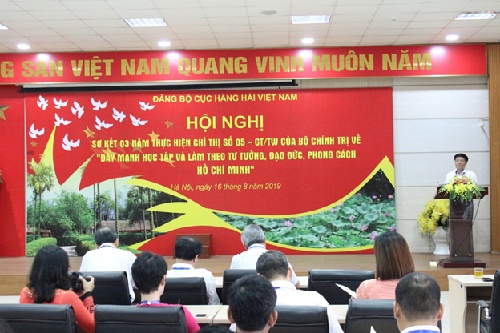 NG SẢN VIỆT NAM QUANG VINH MUÔN NĂM
ĐẢNG BỘ CỤC HÀNG HẢI VIỆT NAM
HỘI NGHỊ
SƠ KẾT 03 NĂM THỰC HIỆN CHỈ THỊ SỐ 05 - CT/TW CỦA BỘ CHÍNH TRỊ VỀ
"ĐẨY MẠNH HỌC TẬP VÀ LÀM THEO TƯ TƯỞNG, ĐẠO ĐỨC, PHONG CÁCH
HỒ CHÍ MINH"
Hà Nội, ngày 16 tháng 8 năm 2019